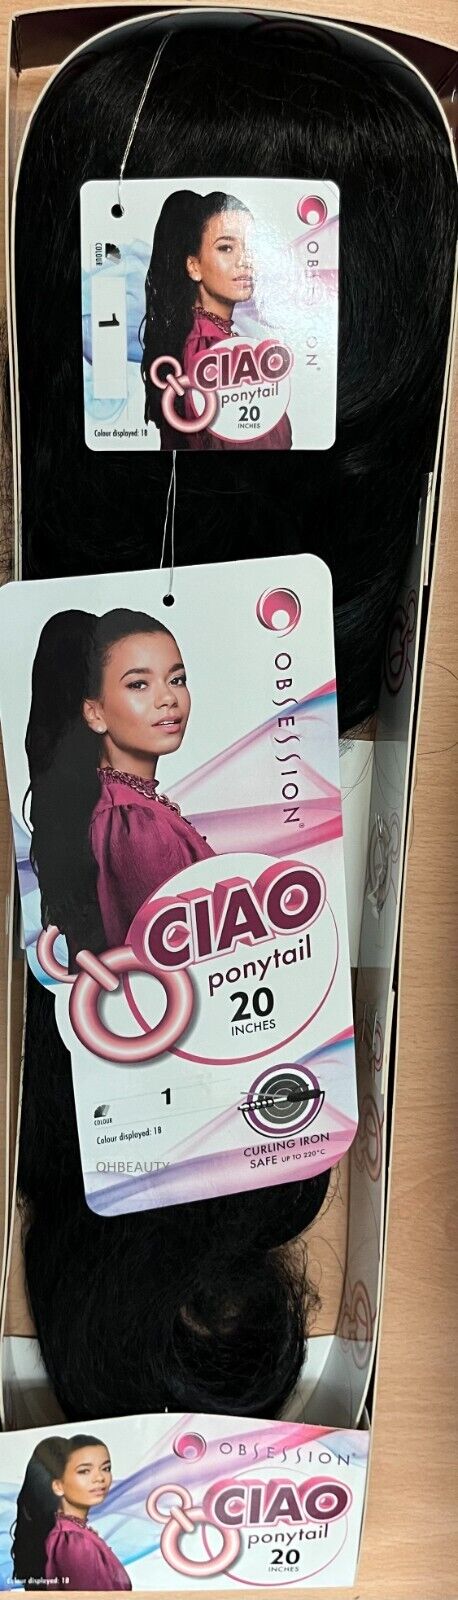 COLOUR
1
Colour displayed: 1B
OBSESSION®
CIAO
ponytail
20
INCHES
OBSESSION®
CIAO
ponytail
20
INCHES
COLOUR
1
Colour displayed: 1B
QHBEAUTY
CURLING IRON
SAFE UP TO 220°C
OBSESSION®
CIAO
ponytail
20
INCHES
Colour displayed: 1B